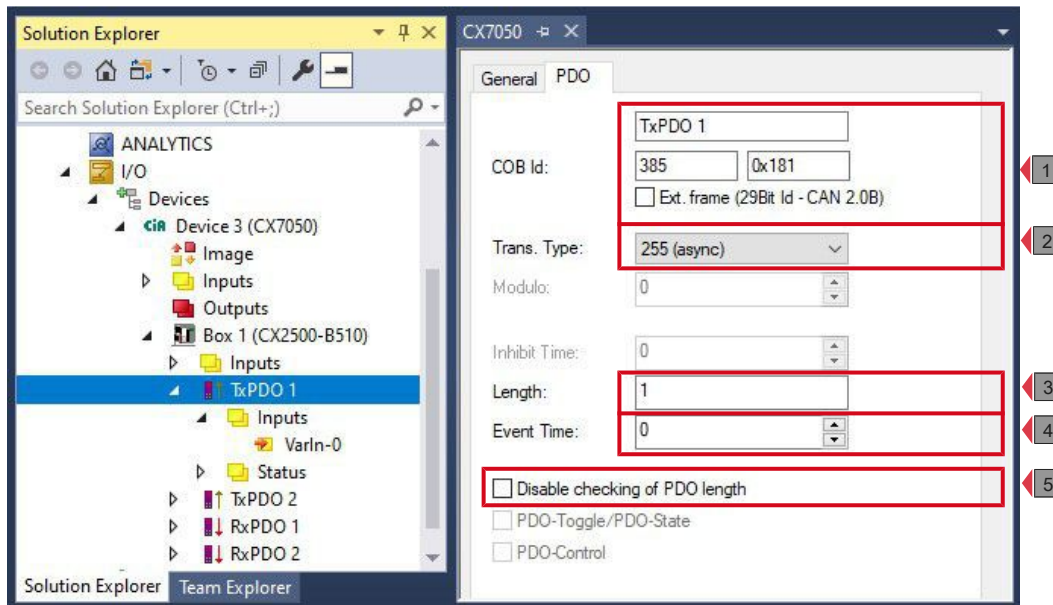 Solution Explorer
Search Solution Explorer (Ctrl+;)
ANALYTICS
I/O
Devices
CiA Device 3 (CX7050)
Image
Inputs
Outputs
Box 1 (CX2500-B510)
Inputs
TxPDO 1
Inputs
VarIn-0
Status
TxPDO 2
RxPDO 1
RxPDO 2
Solution Explorer Team Explorer
CX7050
General PDO
TxPDO 1
COB Id: 385 0x181
Ext. frame (29Bit Id - CAN 2.0B)
Trans. Type: 255 (async)
Modulo: 0
Inhibit Time: 0
Length: 1
Event Time: 0
Disable checking of PDO length
PDO-Toggle/PDO-State
PDO-Control
1
2
3
4
5